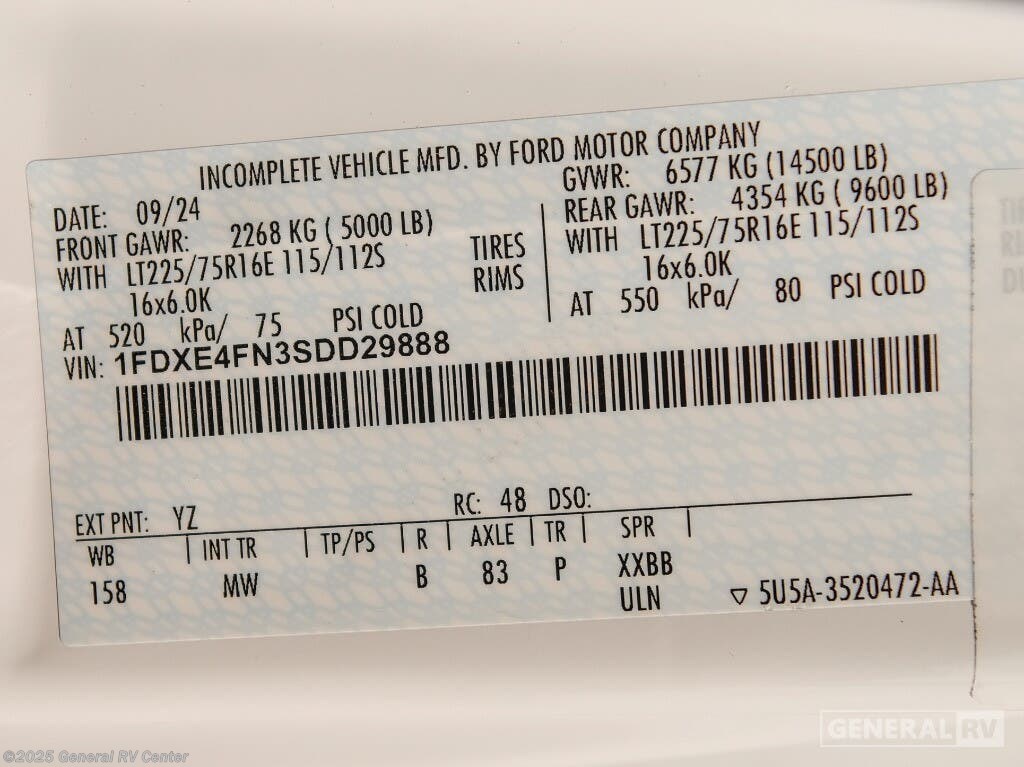 INCOMPLETE VEHICLE MFD. BY FORD MOTOR COMPANY
DATE: 09/24
GVWR: 6577 KG (14500 LB)
FRONT GAWR: 2268 KG ( 5000 LB)
REAR GAWR: 4354 KG ( 9600 LB)
WITH LT225/75R16E 115/112S TIRES WITH LT225/75R16E 115/112S
16x6.0K RIMS 16x6.0K
AT 520 kPa/ 75 PSI COLD AT 550 kPa/ 80 PSI COLD
VIN: 1FDXE4FN3SDD29888
EXT PNT: YZ RC: 48 DSO:
WB INT TR TP/PS R AXLE TR SPR
158 MW B 83 P XXBB
ULN ▽ 5U5A-3520472-AA
GENERAL RV
©2025 General RV Center